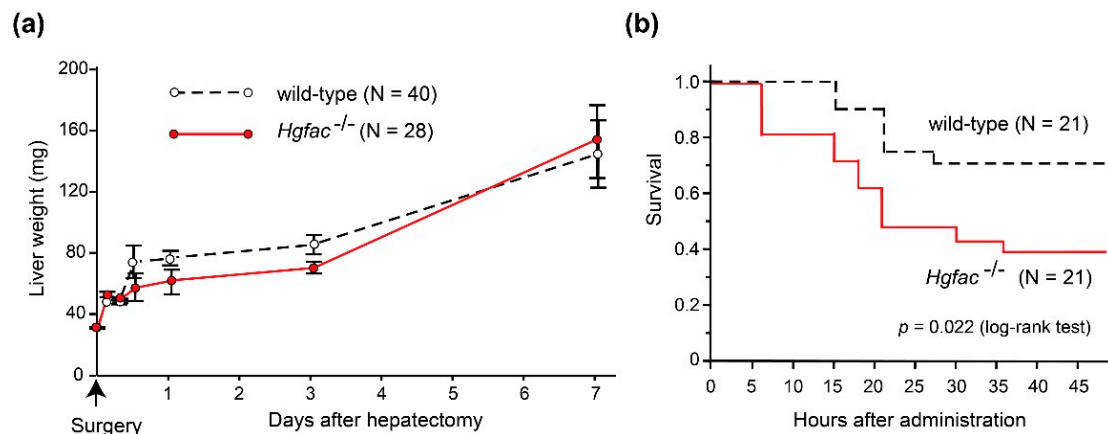 (a)
200
160
120
80
40
0
Liver weight (mg)
wild-type (N = 40)
Hgfac -/- (N = 28)
1
2
3
4
5
6
7
Surgery
Days after hepatectomy
(b)
1.0
0.8
0.6
0.4
0.2
0
Survival
wild-type (N = 21)
Hgfac -/- (N = 21)
p = 0.022 (log-rank test)
0
5
10
15
20
25
30
35
40
45
Hours after administration